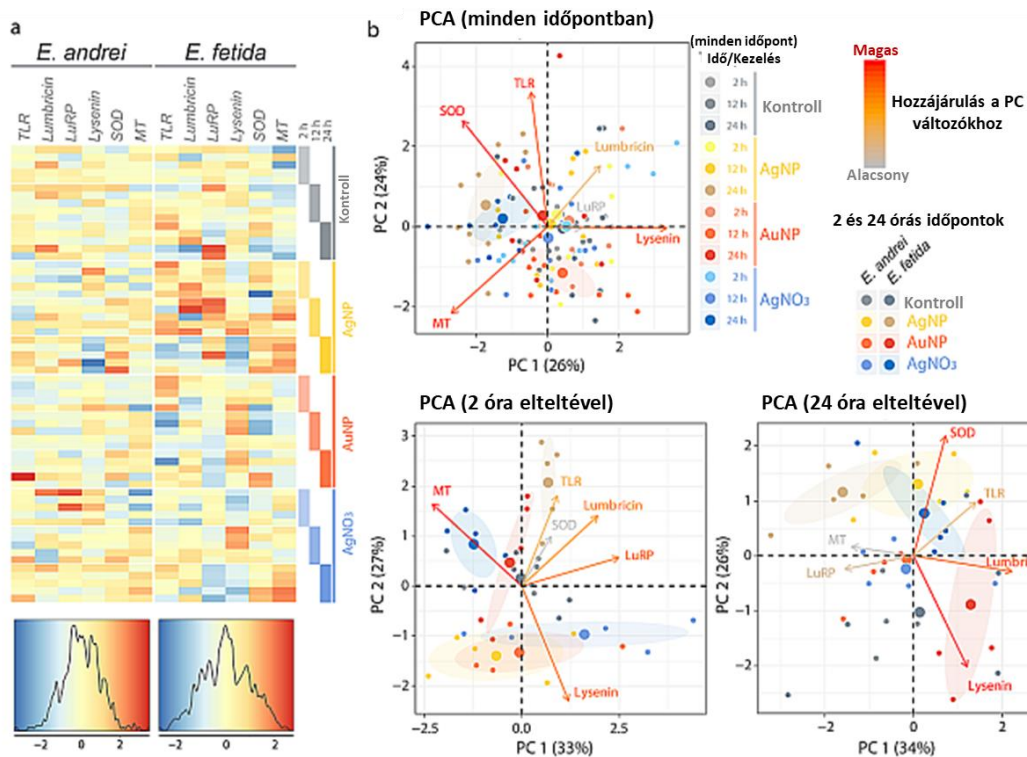 a
E. andrei
E. fetida
TLR
Lumbricin
LuRP
Lysenin
SOD
MT
TLR
Lumbricin
LuRP
Lysenin
SOD
MT
2 h
12 h
24 h
Kontroll
AgNP
AuNP
AgNO₃
−2 0 2
−2 0 2
b
PCA (minden időpontban)
PC 2 (24%)
4
2
0
−2
SOD
TLR
Lumbricin
LuRP
Lysenin
MT
−2 0 2
PC 1 (26%)
(minden időpont)
Idő/Kezelés
2 h
12 h
24 h
Kontroll
2 h
12 h
24 h
AgNP
2 h
12 h
24 h
AuNP
2 h
12 h
24 h
AgNO₃
Magas
Hozzájárulás a PC
változókhoz
Alacsony
2 és 24 órás időpontok
E. andrei
E. fetida
Kontroll
AgNP
AuNP
AgNO₃
PCA (2 óra elteltével)
PC 2 (27%)
3
2
1
0
−1
−2
MT
TLR
Lumbricin
SOD
LuRP
Lysenin
−2.5 0.0 2.5
PC 1 (33%)
PCA (24 óra elteltével)
PC 2 (26%)
2
1
0
−1
−2
SOD
TLR
MT
LuRP
Lumbric
Lysenin
−2 0 2
PC 1 (34%)